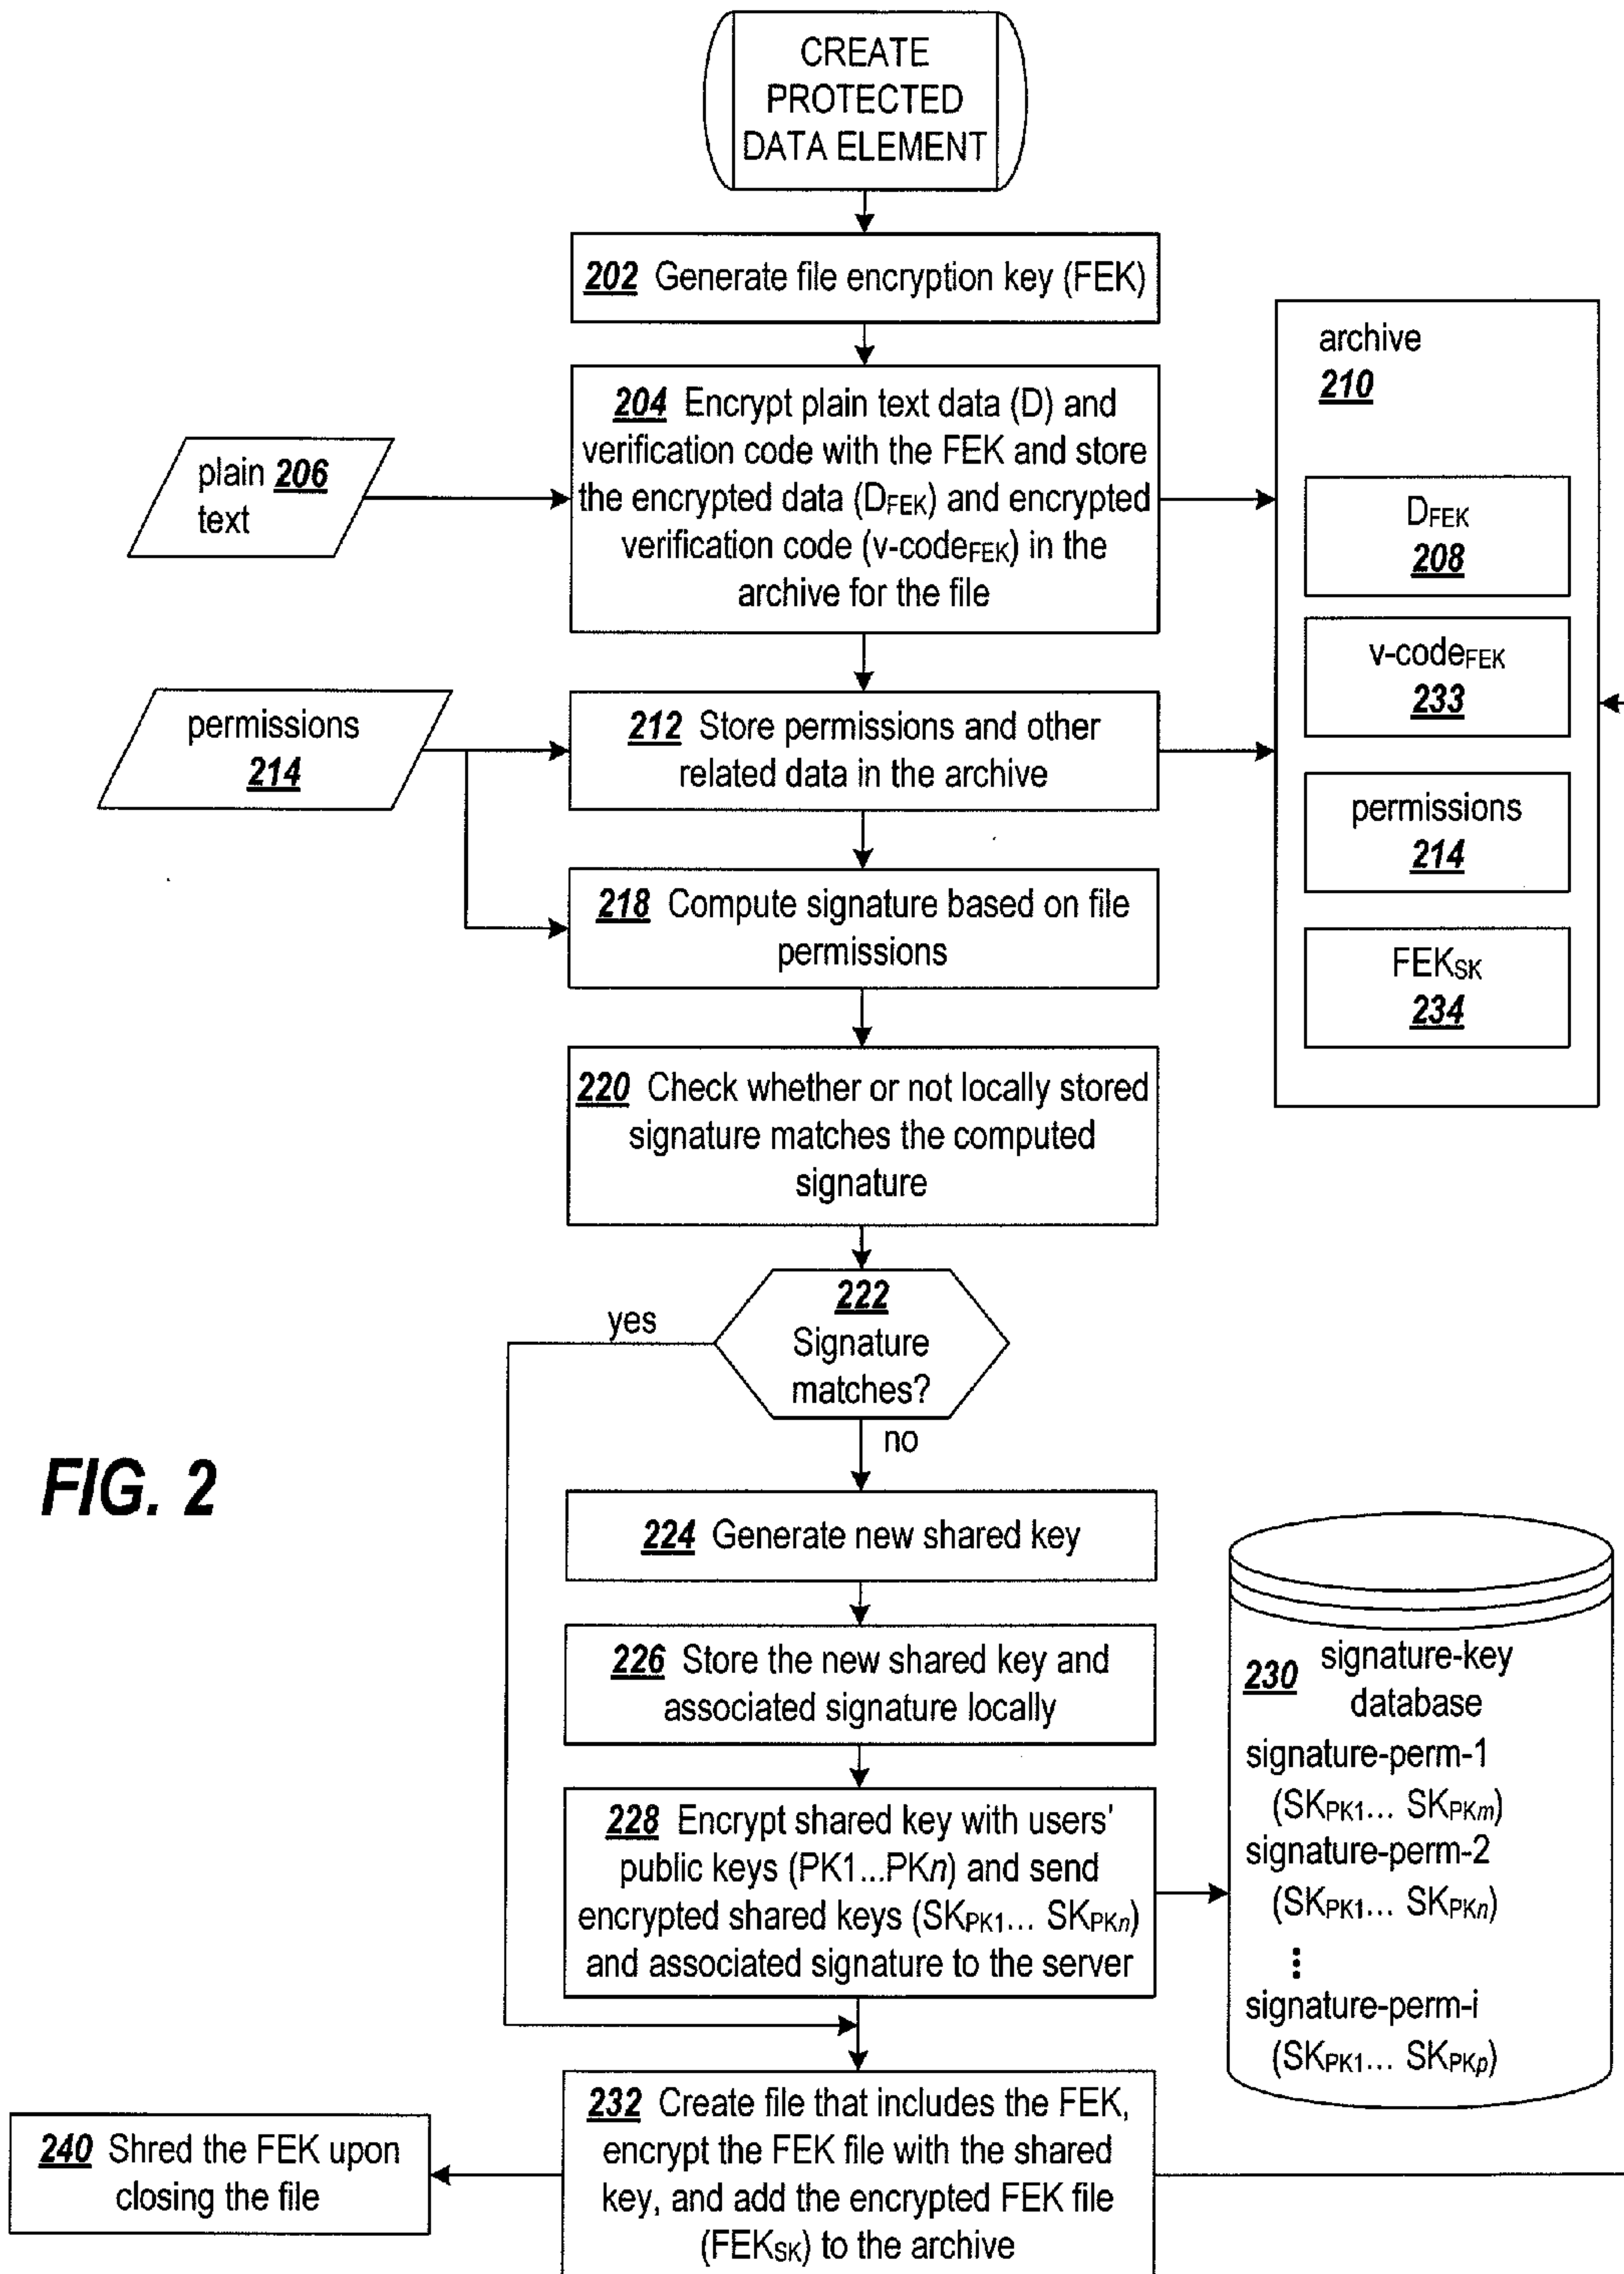 CREATE
PROTECTED
DATA ELEMENT
202 Generate file encryption key (FEK)
204 Encrypt plain text data (D) and
verification code with the FEK and store
the encrypted data (DFEK) and encrypted
verification code (v-codeFEK) in the
archive for the file
plain 206
text
archive
210
DFEK
208
v-codeFEK
233
permissions
214
FEKSK
234
permissions
214
212 Store permissions and other
related data in the archive
218 Compute signature based on file
permissions
220 Check whether or not locally stored
signature matches the computed
signature
222
Signature
matches?
yes
no
FIG. 2
224 Generate new shared key
226 Store the new shared key and
associated signature locally
228 Encrypt shared key with users'
public keys (PK1...PKn) and send
encrypted shared keys (SKPK1... SKPKn)
and associated signature to the server
230 signature-key
database
signature-perm-1
(SKPK1... SKPKm)
signature-perm-2
(SKPK1... SKPKn)
⋮
signature-perm-i
(SKPK1... SKPKp)
232 Create file that includes the FEK,
encrypt the FEK file with the shared
key, and add the encrypted FEK file
(FEKSK) to the archive
240 Shred the FEK upon
closing the file